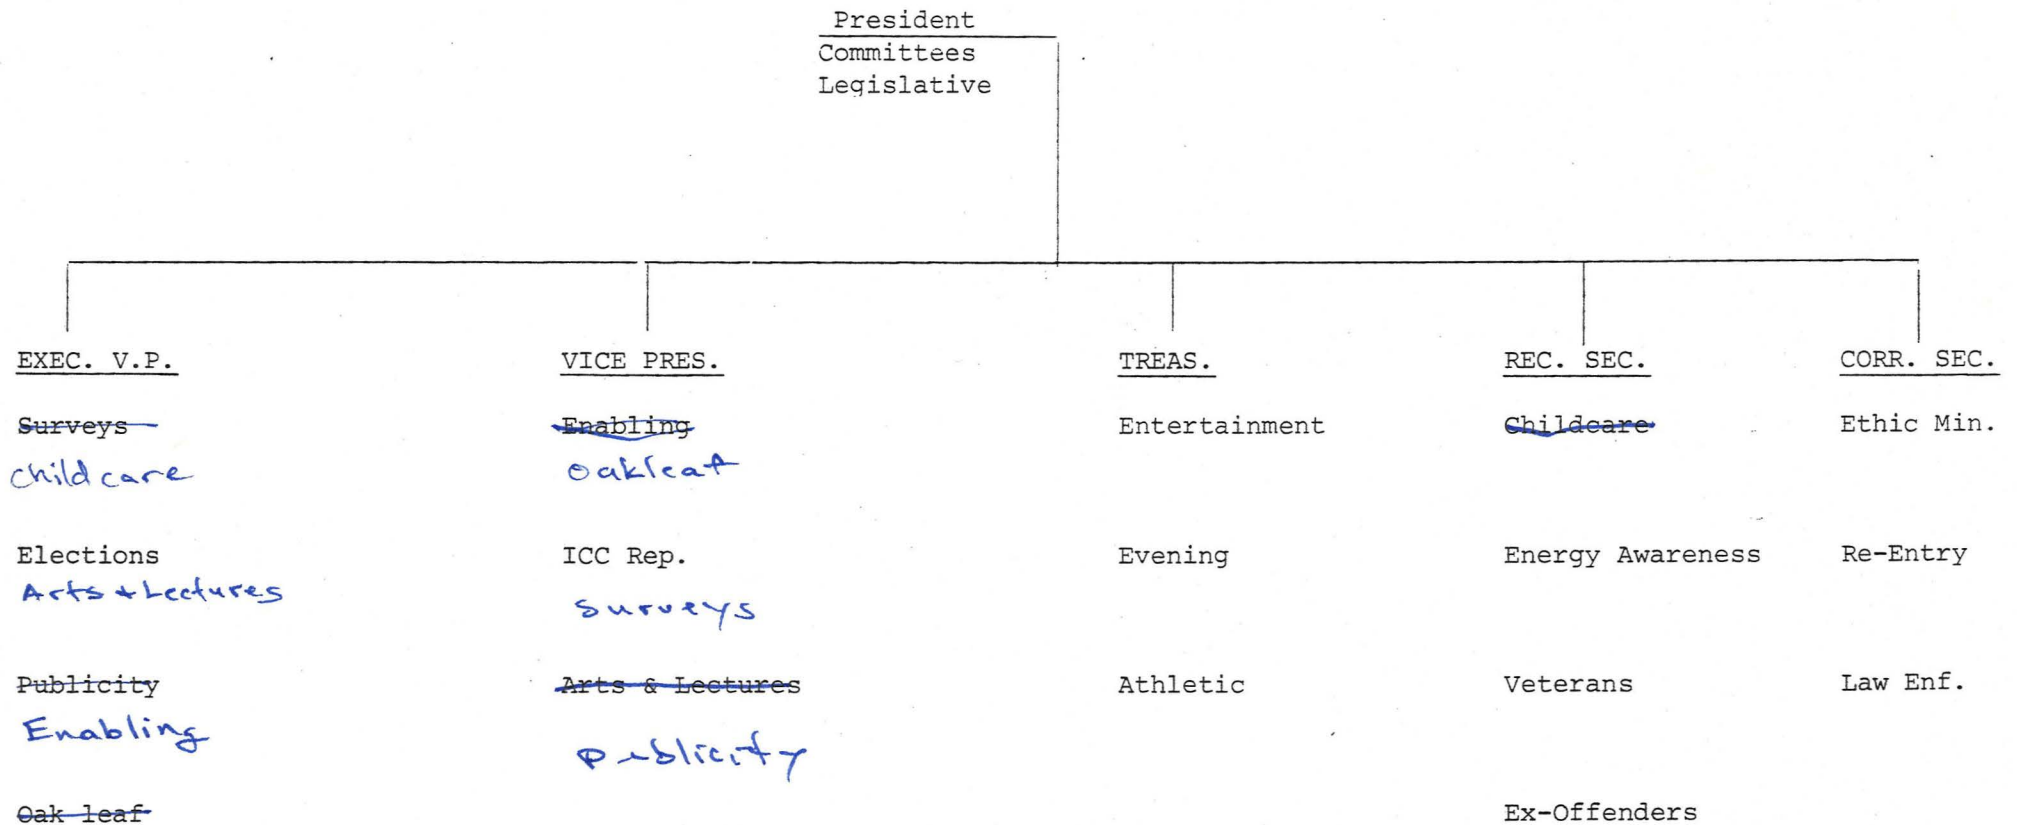 President
Committees
Legislative
EXEC. V.P.
Surveys
Childcare
Elections
Arts + Lectures
Publicity
Enabling
Oak leaf
VICE PRES.
Enabling
Oakleaf
ICC Rep.
Surveys
Arts & Lectures
Publicity
TREAS.
Entertainment
Evening
Athletic
REC. SEC.
Childcare
Energy Awareness
Veterans
Ex-Offenders
CORR. SEC.
Ethic Min.
Re-Entry
Law Enf.